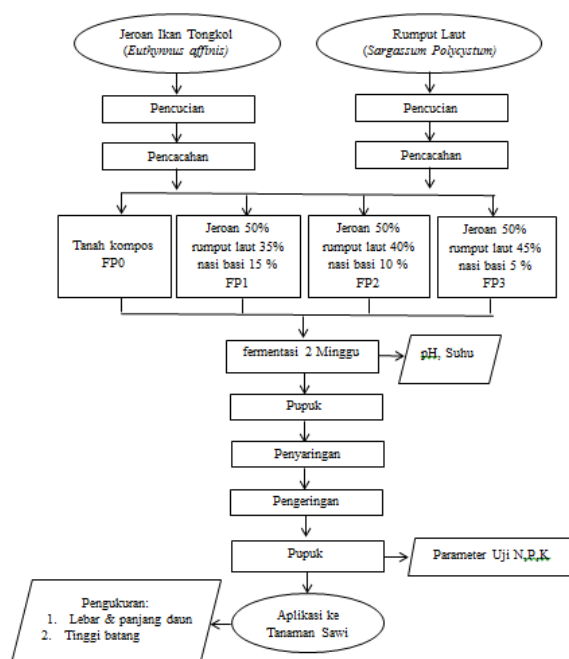 Jeroan Ikan Tongkol
(Euthynnus affinis)
Rumput Laut
(Sargassum Polycystum)
Pencucian
Pencucian
Pencacahan
Pencacahan
Tanah kompos
FP0
Jeroan 50%
rumput laut 35%
nasi basi 15 %
FP1
Jeroan 50%
rumput laut 40%
nasi basi 10 %
FP2
Jeroan 50%
rumput laut 45%
nasi basi 5 %
FP3
fermentasi 2 Minggu
pH, Suhu
Pupuk
Penyaringan
Pengeringan
Pupuk
Parameter Uji N,P,K
Aplikasi ke
Tanaman Sawi
Pengukuran:
1. Lebar & panjang daun
2. Tinggi batang